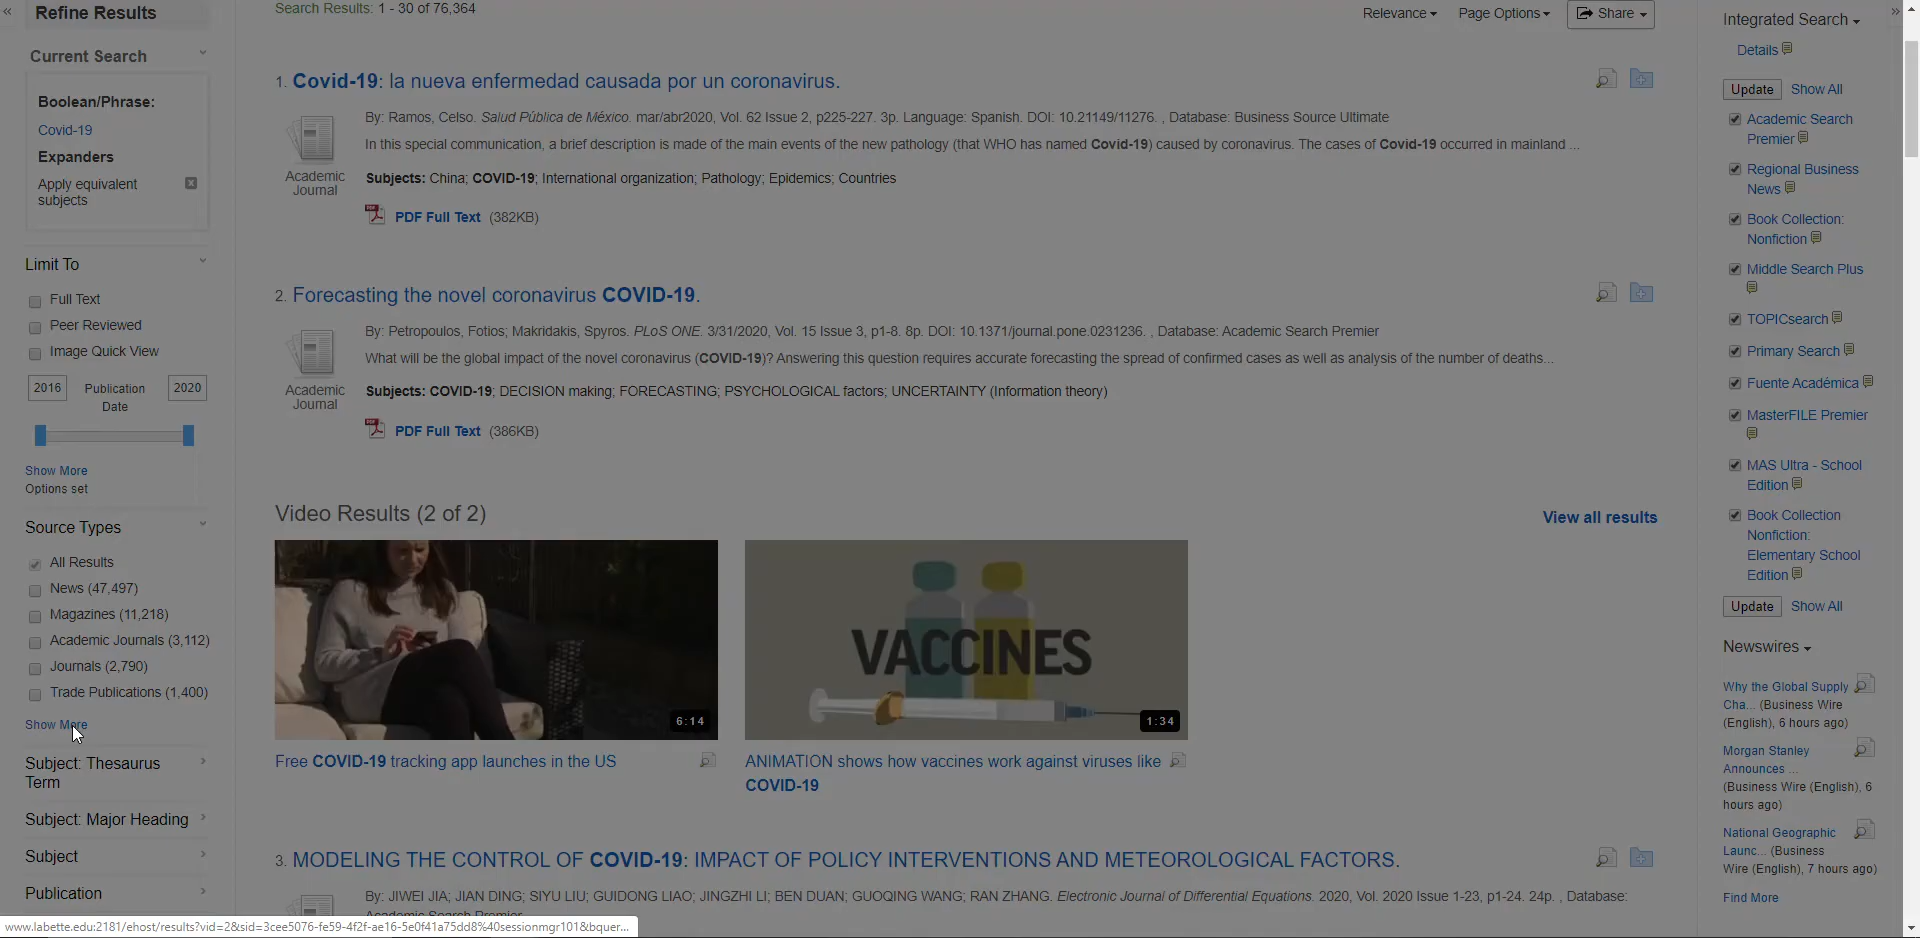 Refine Results
Current Search
Boolean/Phrase:
Covid-19
Expanders
Apply equivalent
subjects
Limit To
Full Text
Peer Reviewed
Image Quick View
2016
Publication
Date
2020
Show More
Options set
Source Types
All Results
News (47,497)
Magazines (11,218)
Academic Journals (3,112)
Journals (2,790)
Trade Publications (1,400)
Show More
Subject: Thesaurus
Term
Subject: Major Heading
Subject
Publication
Search Results: 1 - 30 of 76,364
Relevance
Page Options
Share
1. Covid-19: la nueva enfermedad causada por un coronavirus.
By: Ramos, Celso. Salud Pública de México. mar/abr2020, Vol. 62 Issue 2, p225-227. 3p. Language: Spanish. DOI: 10.21149/11276. , Database: Business Source Ultimate
In this special communication, a brief description is made of the main events of the new pathology (that WHO has named Covid-19) caused by coronavirus. The cases of Covid-19 occurred in mainland ...
Academic
Journal
Subjects: China; COVID-19; International organization; Pathology; Epidemics; Countries
PDF Full Text (382KB)
2. Forecasting the novel coronavirus COVID-19.
By: Petropoulos, Fotios; Makridakis, Spyros. PLoS ONE. 3/31/2020, Vol. 15 Issue 3, p1-8. 8p. DOI: 10.1371/journal.pone.0231236. , Database: Academic Search Premier
What will be the global impact of the novel coronavirus (COVID-19)? Answering this question requires accurate forecasting the spread of confirmed cases as well as analysis of the number of deaths...
Academic
Journal
Subjects: COVID-19; DECISION making; FORECASTING; PSYCHOLOGICAL factors; UNCERTAINTY (Information theory)
PDF Full Text (386KB)
Video Results (2 of 2)
View all results
6:14
VACCINES
1:34
Free COVID-19 tracking app launches in the US
ANIMATION shows how vaccines work against viruses like
COVID-19
3. MODELING THE CONTROL OF COVID-19: IMPACT OF POLICY INTERVENTIONS AND METEOROLOGICAL FACTORS.
By: JIWEI JIA; JIAN DING; SIYU LIU; GUIDONG LIAO; JINGZHI LI; BEN DUAN; GUOQING WANG; RAN ZHANG. Electronic Journal of Differential Equations. 2020, Vol. 2020 Issue 1-23, p1-24. 24p. , Database:
Academic Search Premier
Integrated Search
Details
Update Show All
Academic Search
Premier
Regional Business
News
Book Collection:
Nonfiction
Middle Search Plus
TOPICsearch
Primary Search
Fuente Académica
MasterFILE Premier
MAS Ultra - School
Edition
Book Collection
Nonfiction:
Elementary School
Edition
Update Show All
Newswires
Why the Global Supply
Cha... (Business Wire
(English), 6 hours ago)
Morgan Stanley
Announces ...
(Business Wire (English), 6
hours ago)
National Geographic
Launc... (Business
Wire (English), 7 hours ago)
Find More
www.labette.edu:2181/ehost/results?vid=2&sid=3cee5076-fe59-4f2f-ae16-5e0f41a75dd8%40sessionmgr101&bquer...